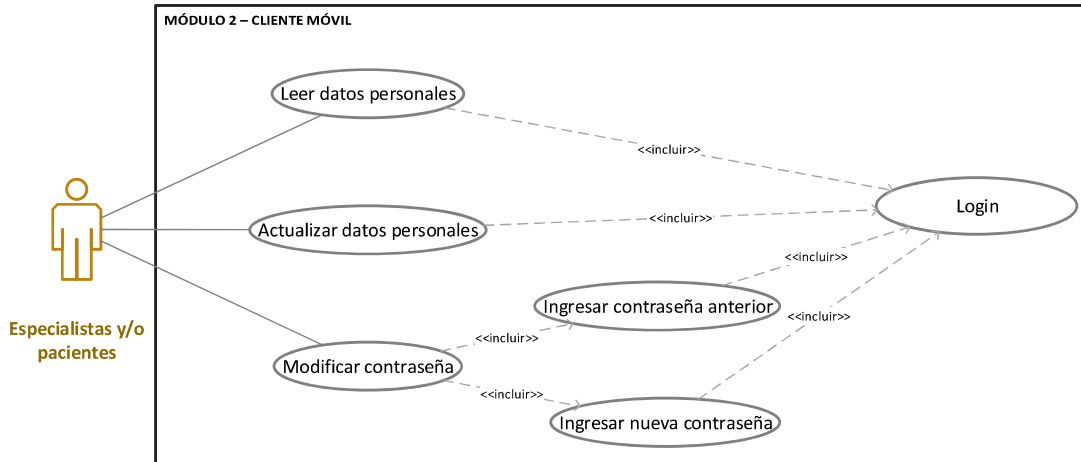 MÓDULO 2 – CLIENTE MÓVIL
Leer datos personales
<<incluir>>
Login
<<incluir>>
Actualizar datos personales
<<incluir>>
Ingresar contraseña anterior
<<incluir>>
Especialistas y/o
pacientes
<<incluir>>
Modificar contraseña
<<incluir>>
Ingresar nueva contraseña